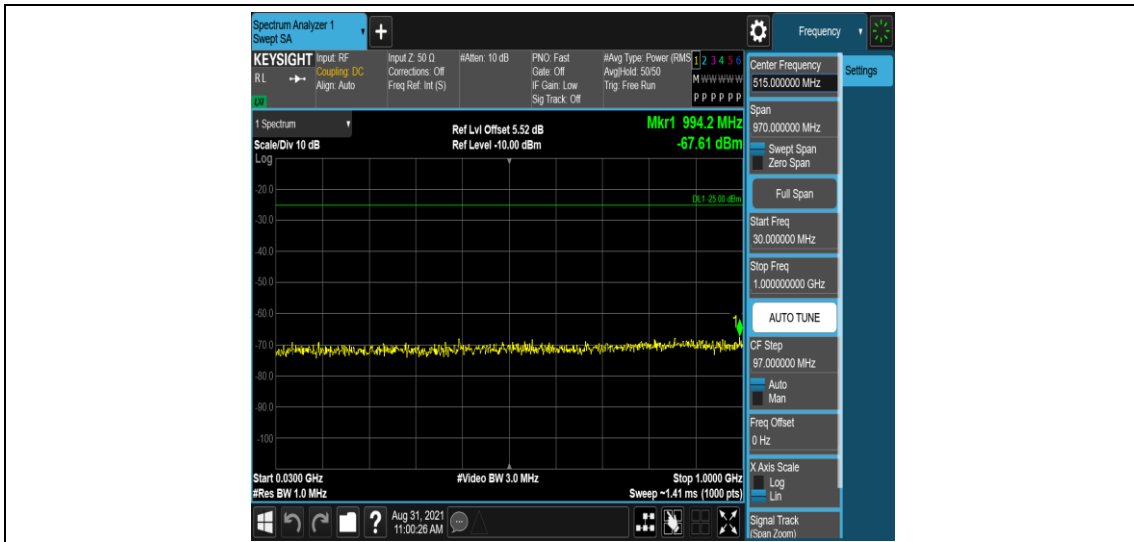 Spectrum Analyzer 1
Swept SA
+
Frequency
KEYSIGHT
RL
LXI
Input: RF
Coupling: DC
Align: Auto
Input Z: 50 Ω
Corrections: Off
Freq Ref: Int (S)
#Atten: 10 dB
PNO: Fast
Gate: Off
IF Gain: Low
Sig Track: Off
#Avg Type: Power (RMS
Avg|Hold: 50/50
Trig: Free Run
1 2 3 4 5 6
M W W W W W
P P P P P P
1 Spectrum
Scale/Div 10 dB
Log
Ref Lvl Offset 5.52 dB
Ref Level -10.00 dBm
Mkr1 994.2 MHz
-67.61 dBm
DL1 -25.00 dBm
-20.0
-30.0
-40.0
-50.0
-60.0
-70.0
-80.0
-90.0
-100
1
Start 0.0300 GHz
#Res BW 1.0 MHz
#Video BW 3.0 MHz
Stop 1.0000 GHz
Sweep ~1.41 ms (1000 pts)
Center Frequency
515.000000 MHz
Span
970.000000 MHz
Swept Span
Zero Span
Full Span
Start Freq
30.000000 MHz
Stop Freq
1.000000000 GHz
AUTO TUNE
CF Step
97.000000 MHz
Auto
Man
Freq Offset
0 Hz
X Axis Scale
Log
Lin
Signal Track
(Span Zoom)
Settings
?
Aug 31, 2021
11:00:26 AM